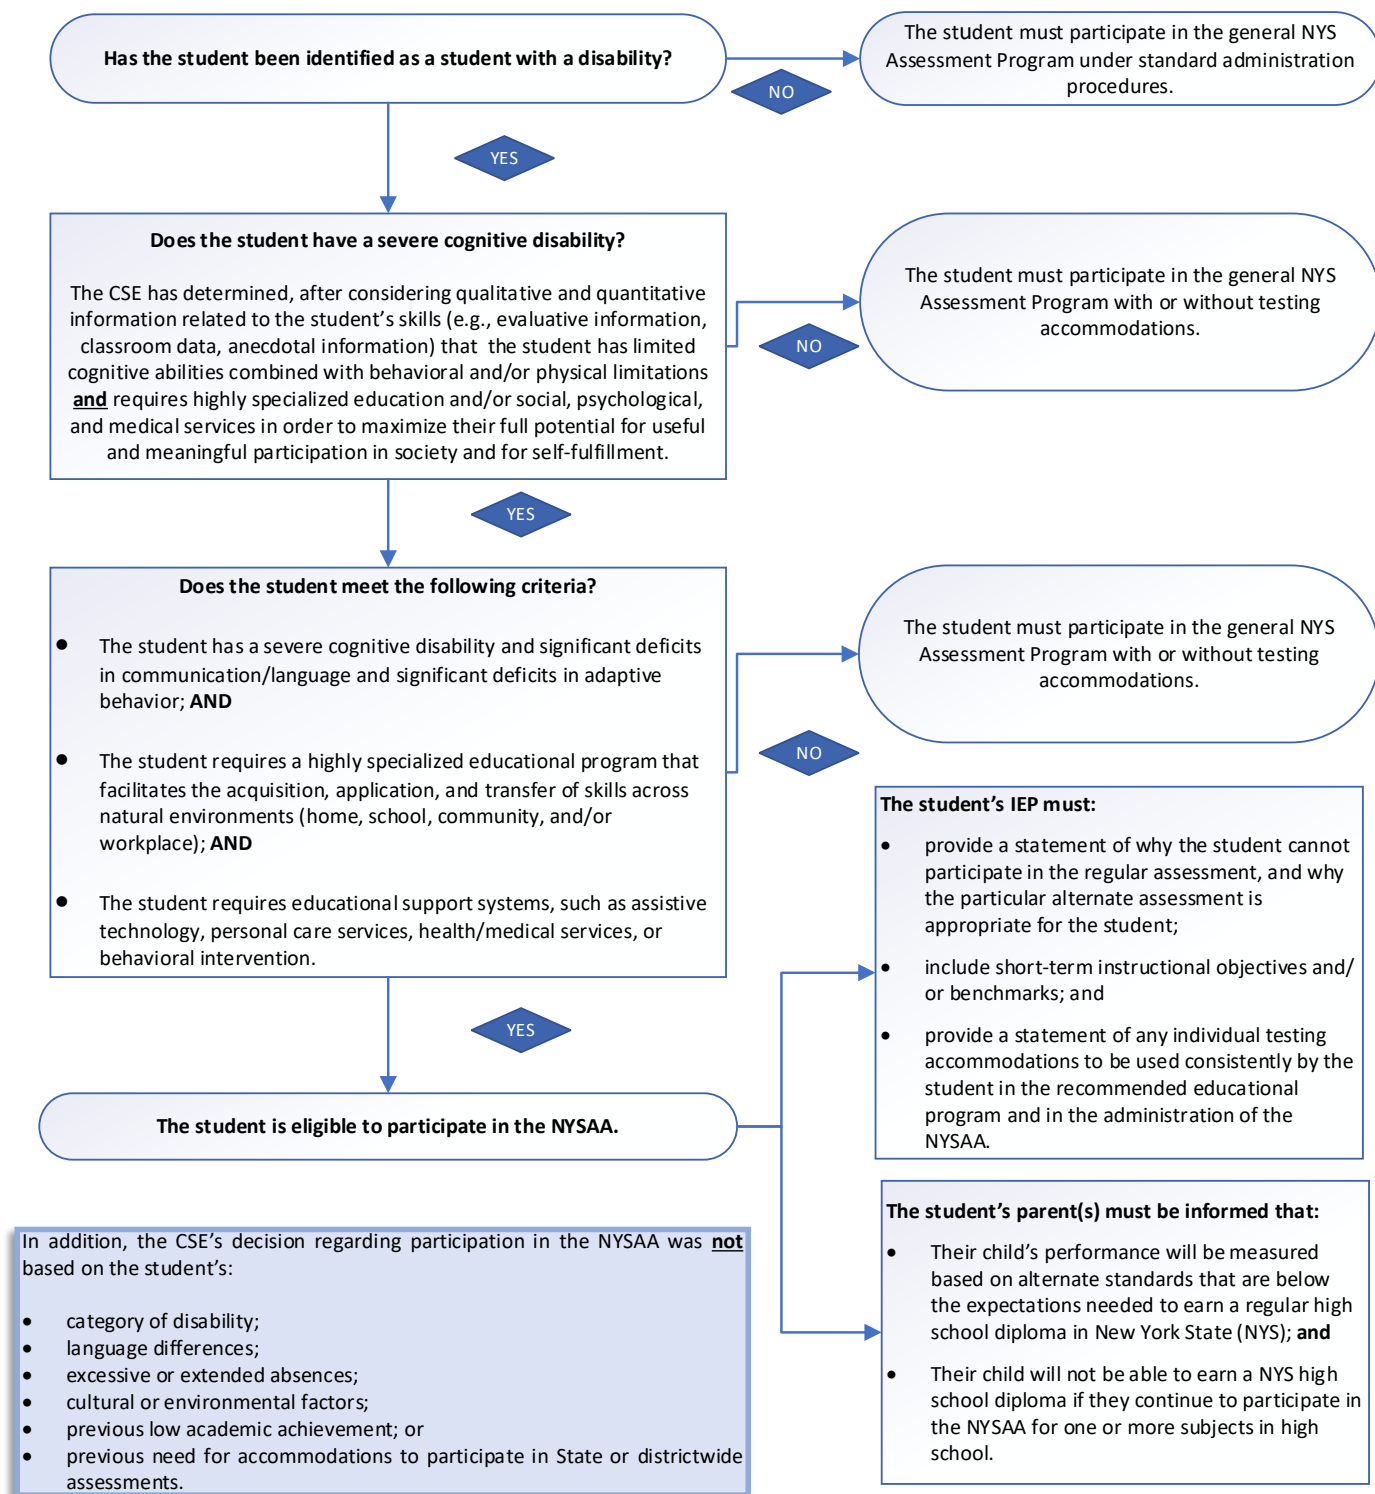 Has the student been identified as a student with a disability?
The student must participate in the general NYS
Assessment Program under standard administration
procedures.
NO
YES
Does the student have a severe cognitive disability?
The CSE has determined, after considering qualitative and quantitative
information related to the student's skills (e.g., evaluative information,
classroom data, anecdotal information) that the student has limited
cognitive abilities combined with behavioral and/or physical limitations
and requires highly specialized education and/or social, psychological,
and medical services in order to maximize their full potential for useful
and meaningful participation in society and for self-fulfillment.
The student must participate in the general NYS
Assessment Program with or without testing
accommodations.
NO
YES
Does the student meet the following criteria?
• The student has a severe cognitive disability and significant deficits
in communication/language and significant deficits in adaptive
behavior; AND
• The student requires a highly specialized educational program that
facilitates the acquisition, application, and transfer of skills across
natural environments (home, school, community, and/or
workplace); AND
• The student requires educational support systems, such as assistive
technology, personal care services, health/medical services, or
behavioral intervention.
The student must participate in the general NYS
Assessment Program with or without testing
accommodations.
NO
YES
The student is eligible to participate in the NYSAA.
The student's IEP must:
• provide a statement of why the student cannot
participate in the regular assessment, and why
the particular alternate assessment is
appropriate for the student;
• include short-term instructional objectives and/
or benchmarks; and
• provide a statement of any individual testing
accommodations to be used consistently by the
student in the recommended educational
program and in the administration of the
NYSAA.
The student's parent(s) must be informed that:
• Their child's performance will be measured
based on alternate standards that are below
the expectations needed to earn a regular high
school diploma in New York State (NYS); and
• Their child will not be able to earn a NYS high
school diploma if they continue to participate in
the NYSAA for one or more subjects in high
school.
In addition, the CSE's decision regarding participation in the NYSAA was not
based on the student's:
• category of disability;
• language differences;
• excessive or extended absences;
• cultural or environmental factors;
• previous low academic achievement; or
• previous need for accommodations to participate in State or districtwide
assessments.